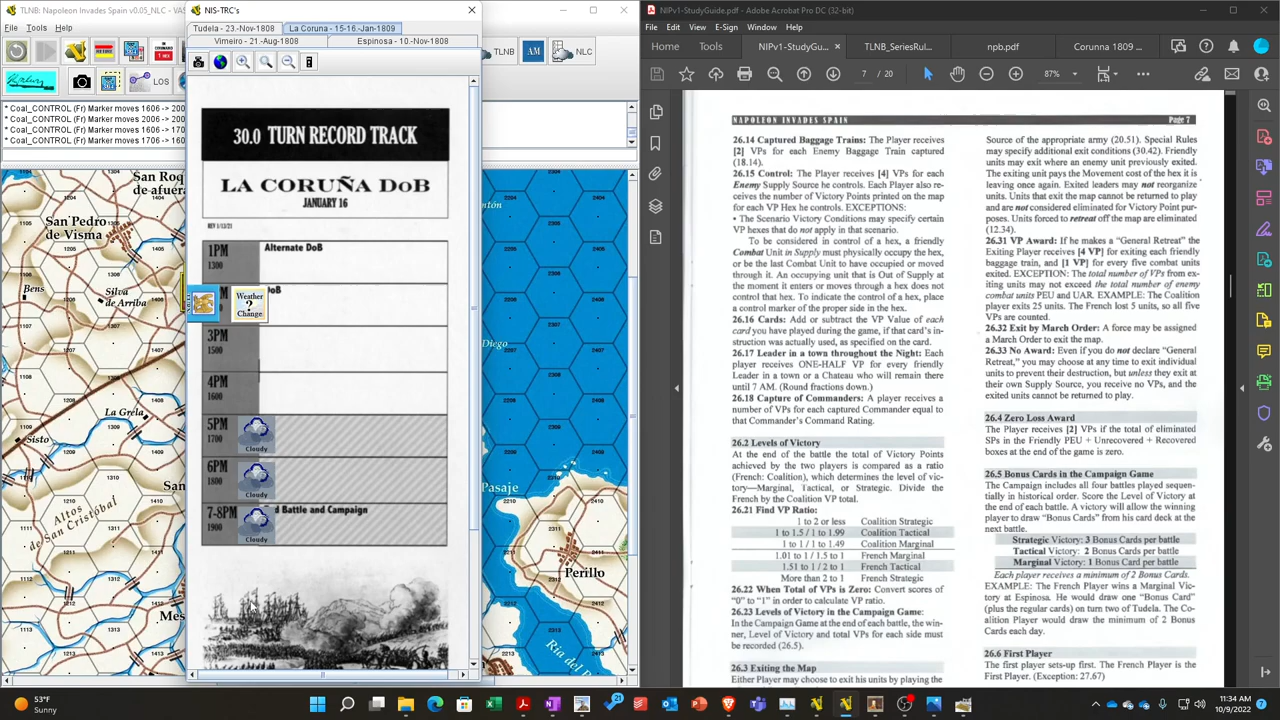 TLNB: Napoleon Invades Spain v0.05_NLC - VAS
File Tools Help
NIS-TRC's
Tudela - 23.-Nov-1808
La Coruna - 15-16.-Jan-1809
Vimeiro - 21.-Aug-1808
Espinosa - 10.-Nov-1808
TLNB
AM
NLC
LOS
* Coal_CONTROL (Fr) Marker moves 1606 -> 200
* Coal_CONTROL (Fr) Marker moves 2006 -> 160
* Coal_CONTROL (Fr) Marker moves 1606 -> 170
* Coal_CONTROL (Fr) Marker moves 1706 -> 160
30.0 TURN RECORD TRACK
LA CORUÑA DoB
JANUARY 16
REV 1/13/21
1PM
1300
Alternate DoB
DoB
Weather
?
Change
3PM
1500
4PM
1600
5PM
1700
Cloudy
6PM
1800
Cloudy
7-8PM
1900
d Battle and Campaign
Cloudy
San Roq
de-afuera
San Pedro
de Visma
Silva
de Arriba
Bens
La Grela
Sisto
Altos
de San Cristobal
Diego
Pasaje
Perillo
Ría del
NIPv1-StudyGuide.pdf - Adobe Acrobat Pro DC (32-bit)
File Edit View E-Sign Window Help
Home Tools NIPv1-StudyGu... TLNB_SeriesRul... npb.pdf Corunna 1809 ...
7 / 20
87%
NAPOLEON INVADES SPAIN
Page 7
26.14 Captured Baggage Trains: The Player receives
[2] VPs for each Enemy Baggage Train captured
(18.14).
26.15 Control: The Player receives [4] VPs for each
Enemy Supply Source he controls. Each Player also re-
ceives the number of Victory Points printed on the map
for each VP Hex he controls. EXCEPTIONS:
• The Scenario Victory Conditions may specify certain
VP hexes that do not apply in that scenario.
To be considered in control of a hex, a friendly
Combat Unit in Supply must physically occupy the hex,
or be the last Combat Unit to have occupied or moved
through it. An occupying unit that is Out of Supply at
the moment it enters or moves through a hex does not
control that hex. To indicate the control of a hex, place
a control marker of the proper side in the hex.
26.16 Cards: Add or subtract the VP Value of each
card you have played during the game, if that card's in-
struction was actually used, as specified on the card.
26.17 Leader in a town throughout the Night: Each
player receives ONE-HALF VP for every friendly
Leader in a town or a Chateau who will remain there
until 7 AM. (Round fractions down.)
26.18 Capture of Commanders: A player receives a
number of VPs for each captured Commander equal to
that Commander's Command Rating.
26.2 Levels of Victory
At the end of the battle the total of Victory Points
achieved by the two players is compared as a ratio
(French: Coalition), which determines the level of vic-
tory—Marginal, Tactical, or Strategic. Divide the
French by the Coalition VP total.
26.21 Find VP Ratio:
1 to 2 or less Coalition Strategic
1 to 1.5 / 1 to 1.99 Coalition Tactical
1 to 1 / 1 to 1.49 Coalition Marginal
1.01 to 1 / 1.5 to 1 French Marginal
1.51 to 1 / 2 to 1 French Tactical
More than 2 to 1 French Strategic
26.22 When Total of VPs is Zero: Convert scores of
"0" to "1" in order to calculate VP ratio.
26.23 Levels of Victory in the Campaign Game:
In the Campaign Game at the end of each battle, the win-
ner, Level of Victory and total VPs for each side must
be recorded (26.5).
26.3 Exiting the Map
Either Player may choose to exit his units by playing the
Source of the appropriate army (20.51). Special Rules
may specify additional exit conditions (30.42). Friendly
units may exit where an enemy unit previously exited.
The exiting unit pays the Movement cost of the hex it is
leaving once again. Exited leaders may not reorganize
units. Units that exit the map cannot be returned to play
and are not considered eliminated for Victory Point pur-
poses. Units forced to retreat off the map are eliminated
(12.34).
26.31 VP Award: If he makes a "General Retreat" the
Exiting Player receives [4 VP] for exiting each friendly
baggage train, and [1 VP] for every five combat units
exited. EXCEPTION: The total number of VPs from ex-
iting units may not exceed the total number of enemy
combat units PEU and UAR. EXAMPLE: The Coalition
player exits 25 units. The French lost 5 units, so all five
VPs are counted.
26.32 Exit by March Order: A force may be assigned
a March Order to exit the map.
26.33 No Award: Even if you do not declare "General
Retreat," you may choose at any time to exit individual
units to prevent their destruction, but unless they exit at
their own Supply Source, you receive no VPs, and the
exited units cannot be returned to play.
26.4 Zero Loss Award
The Player receives [2] VPs if the total of eliminated
SPs in the Friendly PEU + Unrecovered + Recovered
boxes at the end of the game is zero.
26.5 Bonus Cards in the Campaign Game
The Campaign includes all four battles played sequen-
tially in historical order. Score the Level of Victory at
the end of each battle. A victory will allow the winning
player to draw "Bonus Cards" from his card deck at the
next battle.
Strategic Victory: 3 Bonus Cards per battle
Tactical Victory: 2 Bonus Cards per battle
Marginal Victory: 1 Bonus Card per battle
Each player receives a minimum of 2 Bonus Cards.
EXAMPLE: The French Player wins a Marginal Vic-
tory at Espinosa. He would draw one "Bonus Card"
(plus the regular cards) on turn two of Tudela. The Co-
alition Player would draw the minimum of 2 Bonus
Cards each day.
26.6 First Player
The first player sets-up first. The French Player is the
First Player. (Exception: 27.67)
53°F
Sunny
21
11:34 AM
10/9/2022